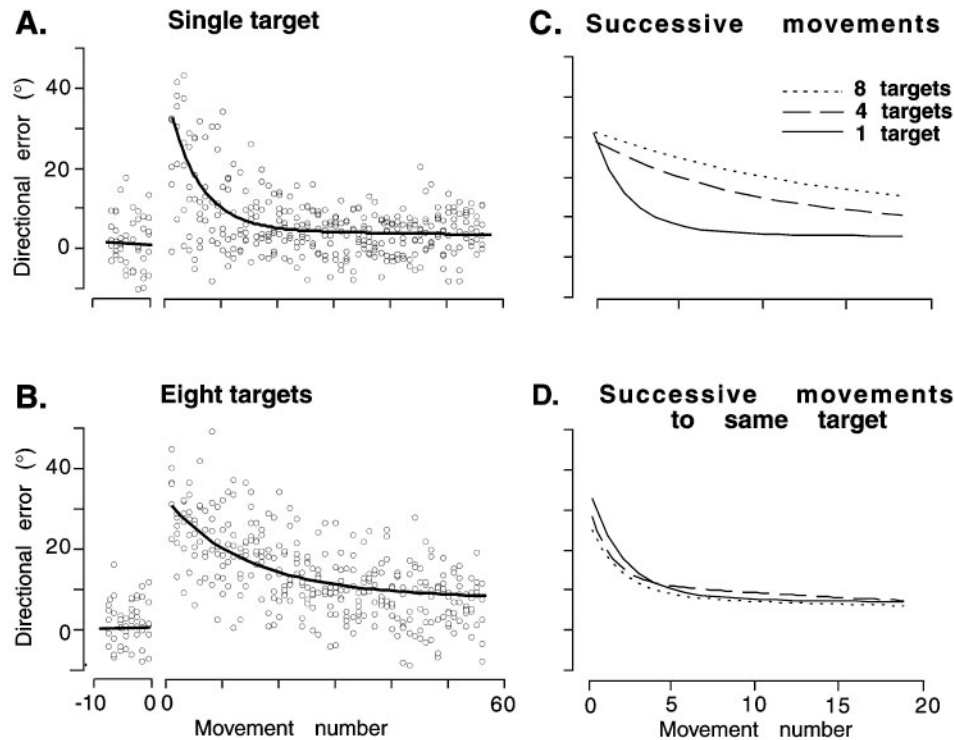 A. Single target
Directional error (°)
40
20
0
C. Successive movements
8 targets
4 targets
1 target
B. Eight targets
Directional error (°)
40
20
0
-10 0 0 60
Movement number
D. Successive movements
to same target
0 5 10 15 20
Movement number